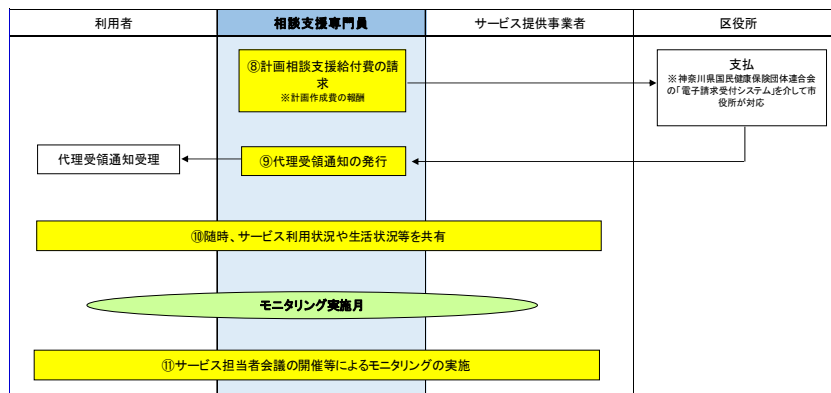 利用者
相談支援専門員
サービス提供事業者
区役所
⑧計画相談支援給付費の請
求
※計画作成費の報酬
支払
※神奈川県国民健康保険団体連合会
の「電子請求受付システム」を介して市
役所が対応
代理受領通知受理
⑨代理受領通知の発行
⑩随時、サービス利用状況や生活状況等を共有
モニタリング実施月
⑪サービス担当者会議の開催等によるモニタリングの実施